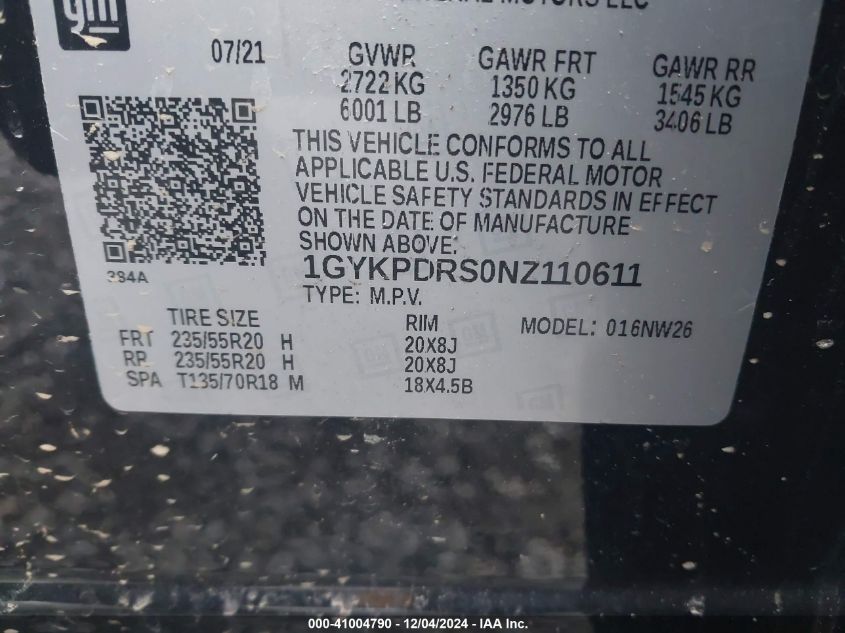 gm
MOTORS LLC
07/21 GVWR GAWR FRT GAWR RR
2722 KG 1350 KG 1545 KG
6001 LB 2976 LB 3406 LB
THIS VEHICLE CONFORMS TO ALL
APPLICABLE U.S. FEDERAL MOTOR
VEHICLE SAFETY STANDARDS IN EFFECT
ON THE DATE OF MANUFACTURE
SHOWN ABOVE.
1GYKPDRS0NZ110611
TYPE: M.P.V.
TIRE SIZE RIM MODEL: 016NW26
FRT 235/55R20 H 20X8J
RR 235/55R20 H 20X8J
SPA T135/70R18 M 18X4.5B
000-41004790 - 12/04/2024 - IAA Inc.